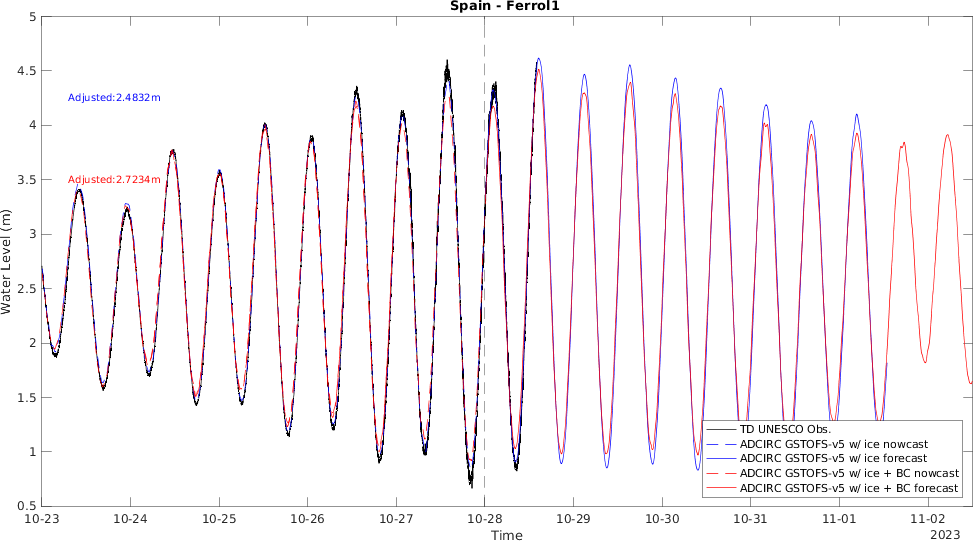 Spain - Ferrol1
5
4.5
4
3.5
3
2.5
2
1.5
1
0.5
Water Level (m)
Adjusted:2.4832m
Adjusted:2.7234m
TD UNESCO Obs.
ADCIRC GSTOFS-v5 w/ ice nowcast
ADCIRC GSTOFS-v5 w/ ice forecast
ADCIRC GSTOFS-v5 w/ ice + BC nowcast
ADCIRC GSTOFS-v5 w/ ice + BC forecast
10-23 10-24 10-25 10-26 10-27 10-28 10-29 10-30 10-31 11-01 11-02
Time
2023